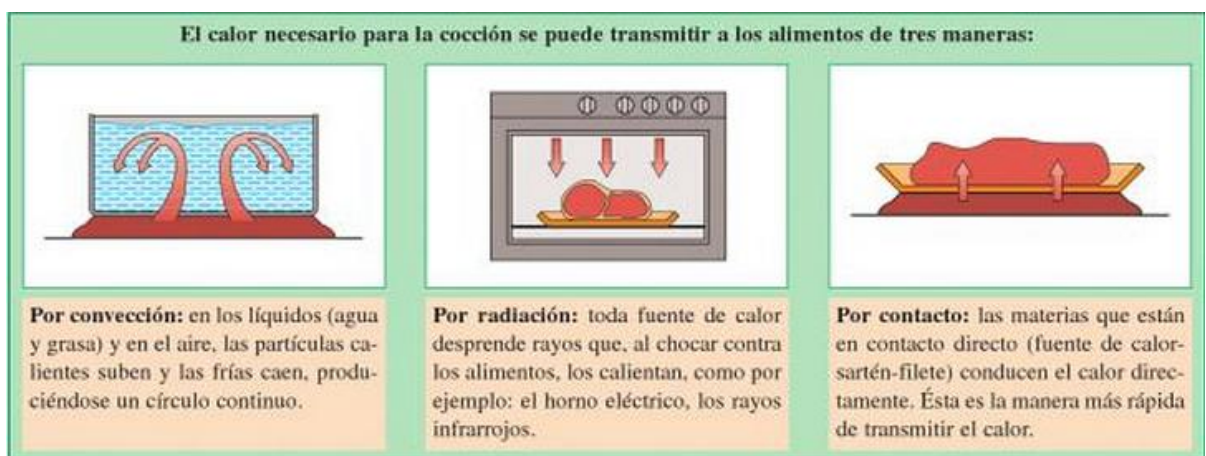 El calor necesario para la cocción se puede transmitir a los alimentos de tres maneras:
Por convección: en los líquidos (agua
y grasa) y en el aire, las partículas ca-
lientes suben y las frías caen, produ-
ciéndose un círculo continuo.
Por radiación: toda fuente de calor
desprende rayos que, al chocar contra
los alimentos, los calientan, como por
ejemplo: el horno eléctrico, los rayos
infrarrojos.
Por contacto: las materias que están
en contacto directo (fuente de calor-
sartén-filete) conducen el calor direc-
tamente. Ésta es la manera más rápida
de transmitir el calor.